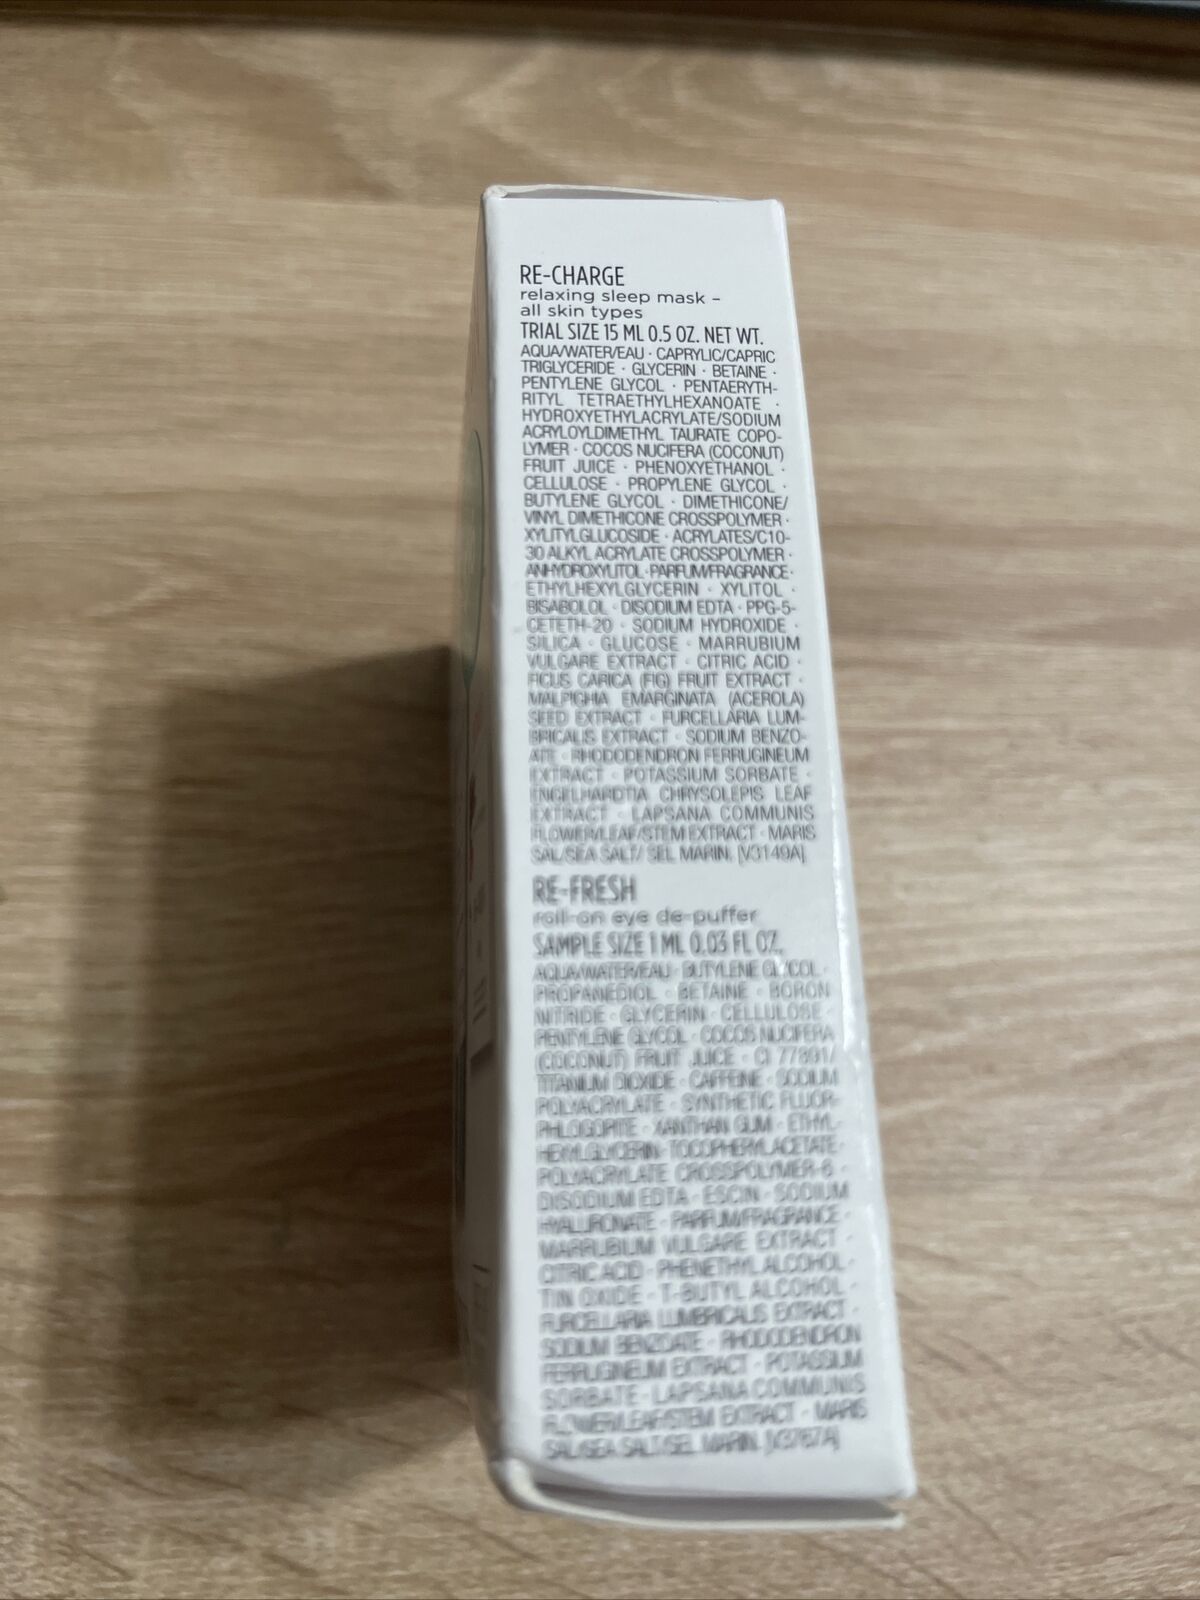 RE-CHARGE
relaxing sleep mask –
all skin types
TRIAL SIZE 15 ML 0.5 OZ. NET WT.
AQUA/WATER/EAU · CAPRYLIC/CAPRIC
TRIGLYCERIDE · GLYCERIN · BETAINE ·
PENTYLENE GLYCOL · PENTAERYTH-
RITYL TETRAETHYLHEXANOATE ·
HYDROXYETHYLACRYLATE/SODIUM
ACRYLOYLDIMETHYL TAURATE COPO-
LYMER · COCOS NUCIFERA (COCONUT)
FRUIT JUICE · PHENOXYETHANOL ·
CELLULOSE · PROPYLENE GLYCOL ·
BUTYLENE GLYCOL · DIMETHICONE/
VINYL DIMETHICONE CROSSPOLYMER ·
XYLITYLGLUCOSIDE · ACRYLATES/C10-
30 ALKYL ACRYLATE CROSSPOLYMER ·
ANHYDROXYLITOL · PARFUM/FRAGRANCE ·
ETHYLHEXYLGLYCERIN · XYLITOL ·
BISABOLOL · DISODIUM EDTA · PPG-5-
CETETH-20 · SODIUM HYDROXIDE ·
SILICA · GLUCOSE · MARRUBIUM
VULGARE EXTRACT · CITRIC ACID ·
FICUS CARICA (FIG) FRUIT EXTRACT ·
MALPIGHIA EMARGINATA (ACEROLA)
SEED EXTRACT · FURCELLARIA LUM-
BRICALIS EXTRACT · SODIUM BENZO-
ATE · RHODODENDRON FERRUGINEUM
EXTRACT · POTASSIUM SORBATE ·
ENGELHARDTIA CHRYSOLEPIS LEAF
EXTRACT · LAPSANA COMMUNIS
FLOWER/LEAF/STEM EXTRACT · MARIS
SAL/SEA SALT/ SEL MARIN. [V3149A]
RE-FRESH
roll-on eye de-puffer
SAMPLE SIZE 1 ML 0.03 FL OZ.
AQUA/WATER/EAU · BUTYLENE GLYCOL ·
PROPANEDIOL · BETAINE · BORON
NITRIDE · GLYCERIN · CELLULOSE ·
PENTYLENE GLYCOL · COCOS NUCIFERA
(COCONUT) FRUIT JUICE · CI 77891/
TITANIUM DIOXIDE · CAFFEINE · SODIUM
POLYACRYLATE · SYNTHETIC FLUOR-
PHLOGOPITE · XANTHAN GUM · ETHYL-
HEXYLGLYCERIN · TOCOPHERYL ACETATE ·
POLYACRYLATE CROSSPOLYMER-6 ·
DISODIUM EDTA · ESCIN · SODIUM
HYALURONATE · PARFUM/FRAGRANCE ·
MARRUBIUM VULGARE EXTRACT ·
CITRIC ACID · PHENETHYL ALCOHOL ·
TIN OXIDE · T-BUTYL ALCOHOL ·
FURCELLARIA LUMBRICALIS EXTRACT ·
SODIUM BENZOATE · RHODODENDRON
FERRUGINEUM EXTRACT · POTASSIUM
SORBATE · LAPSANA COMMUNIS
FLOWER/LEAF/STEM EXTRACT · MARIS
SAL/SEA SALT/SEL MARIN. [V3767A]